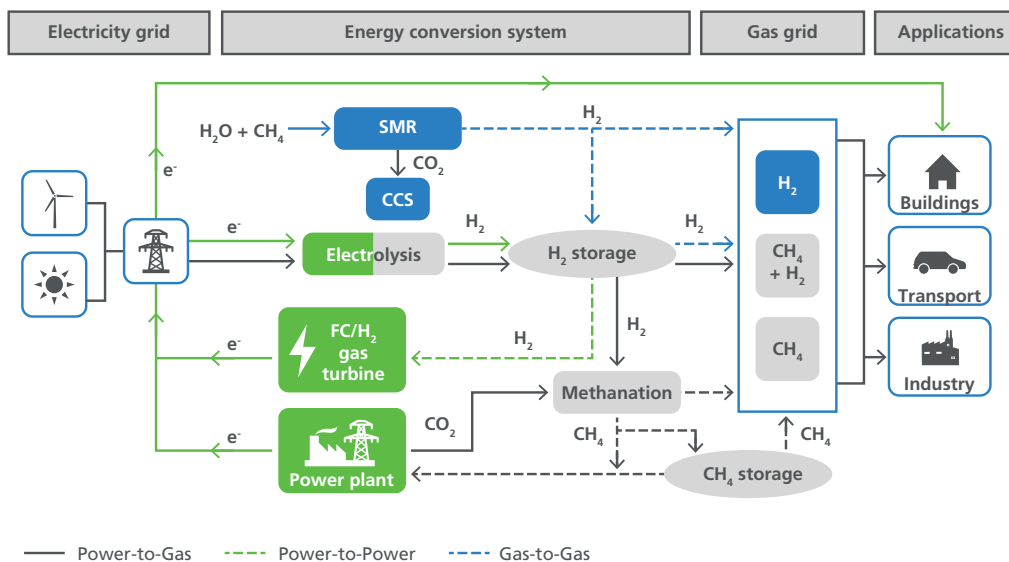 Electricity grid
Energy conversion system
Gas grid
Applications
H₂O + CH₄
SMR
H₂
CO₂
CCS
e⁻
H₂
Buildings
e⁻
Electrolysis
H₂
H₂ storage
H₂
CH₄
+ H₂
Transport
e⁻
FC/H₂
gas
turbine
H₂
H₂
CH₄
Industry
e⁻
Power plant
CO₂
Methanation
CH₄
CH₄ storage
CH₄
Power-to-Gas
Power-to-Power
Gas-to-Gas